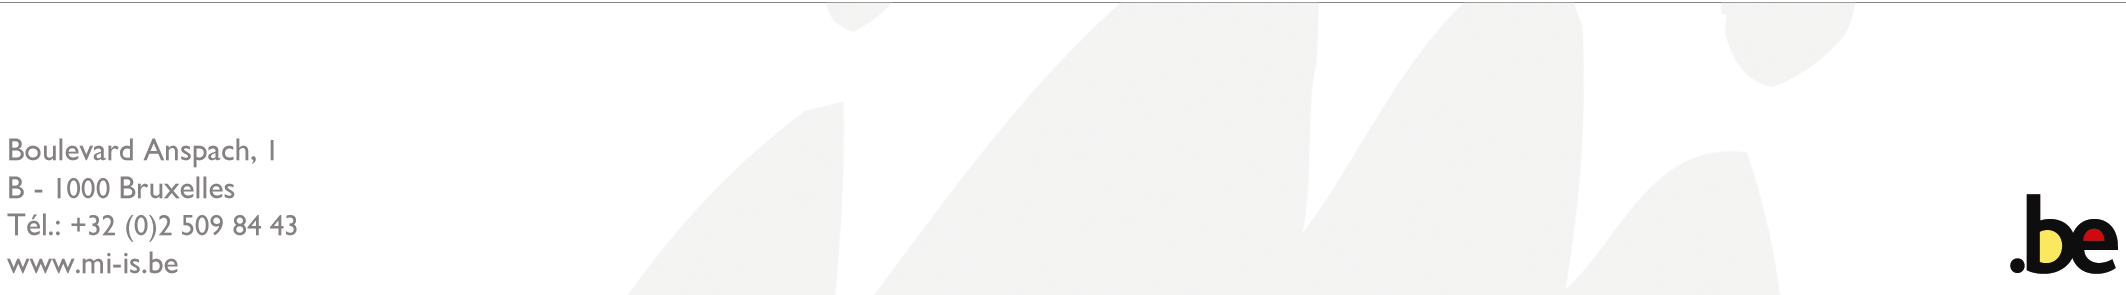 Boulevard Anspach, 1
B - 1000 Bruxelles
Tél.: +32 (0)2 509 84 43
www.mi-is.be
.be